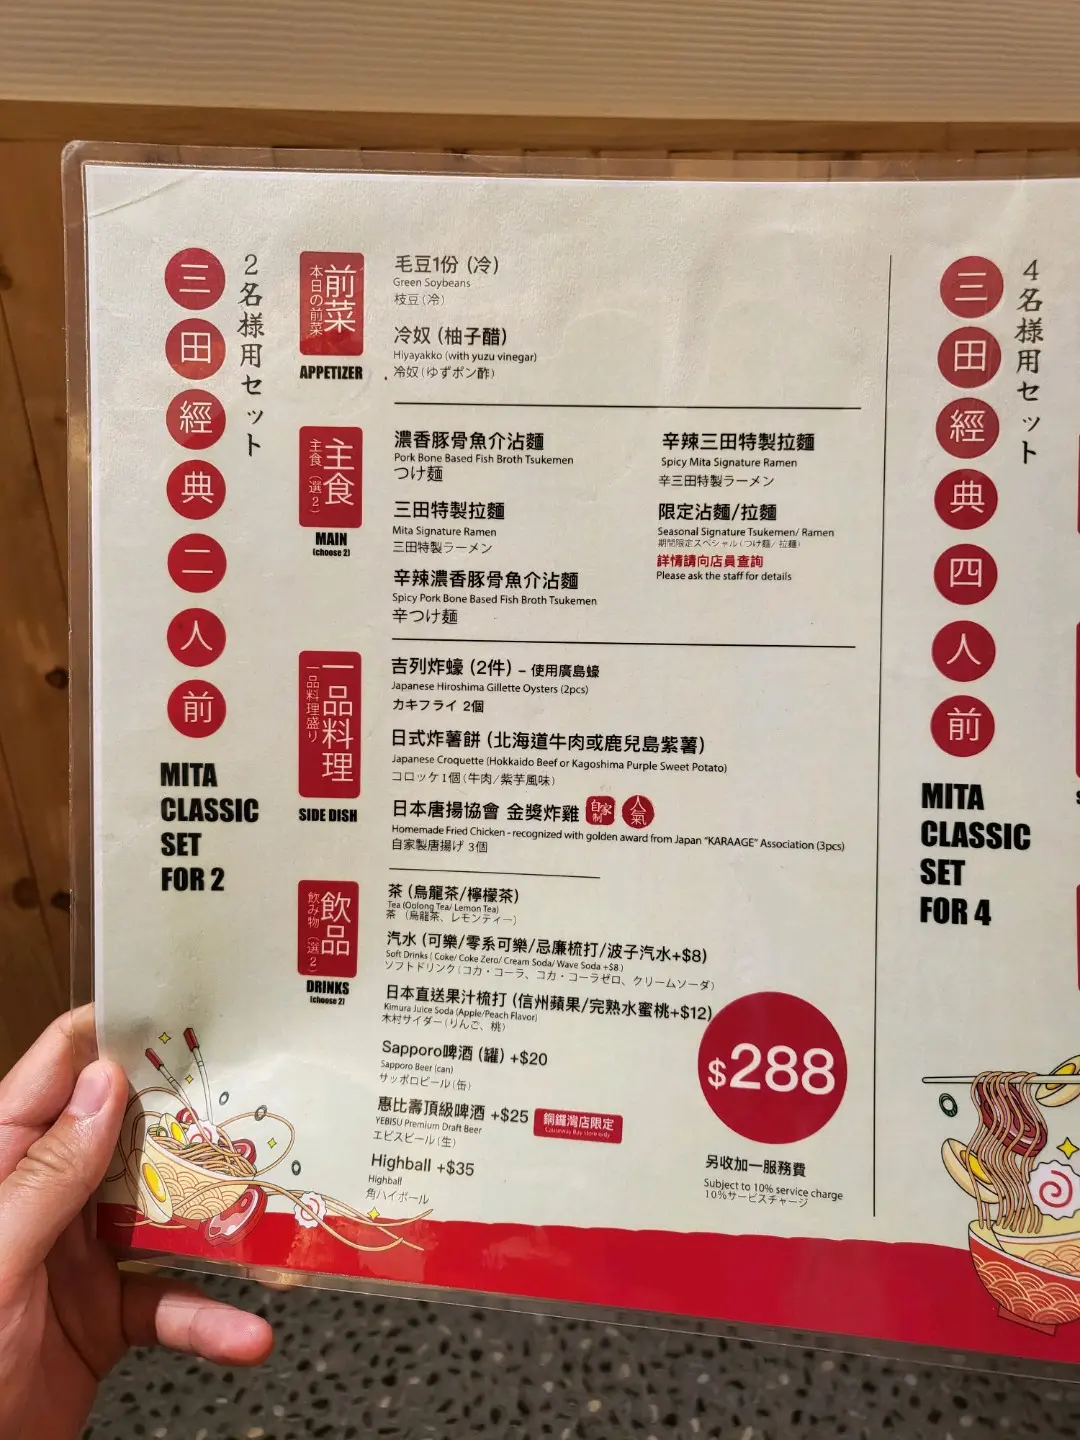 三田經典二人前
2名様用セット
MITA
CLASSIC
SET
FOR 2
前菜
本日の前菜
APPETIZER
毛豆1份 (冷)
Green Soybeans
枝豆 (冷)
冷奴 (柚子醋)
Hiyayakko (with yuzu vinegar)
冷奴 (ゆずポン酢)
主食
主食 (選2)
MAIN
(choose 2)
濃香豚骨魚介沾麵
Pork Bone Based Fish Broth Tsukemen
つけ麺
三田特製拉麵
Mita Signature Ramen
三田特製ラーメン
辛辣濃香豚骨魚介沾麵
Spicy Pork Bone Based Fish Broth Tsukemen
辛つけ麺
辛辣三田特製拉麵
Spicy Mita Signature Ramen
辛三田特製ラーメン
限定沾麵/拉麵
Seasonal Signature Tsukemen/ Ramen
期間限定スペシャル (つけ麵/ 拉麵)
詳情請向店員查詢
Please ask the staff for details
一品料理
一品料理盛り
SIDE DISH
吉列炸蠔 (2件) - 使用廣島蠔
Japanese Hiroshima Gillette Oysters (2pcs)
カキフライ 2個
日式炸薯餅 (北海道牛肉或鹿兒島紫薯)
Japanese Croquette (Hokkaido Beef or Kagoshima Purple Sweet Potato)
コロッケ1個 (牛肉/紫芋風味)
日本唐揚協會 金獎炸雞 自家製 人氣
Homemade Fried Chicken - recognized with golden award from Japan "KARAAGE" Association (3pcs)
自家製唐揚げ 3個
飲品
飲み物 (選2)
DRINKS
(choose 2)
茶 (烏龍茶/檸檬茶)
Tea (Oolong Tea/ Lemon Tea)
茶 (烏龍茶、レモンティー)
汽水 (可樂/零系可樂/忌廉梳打/波子汽水+$8)
Soft Drinks ( Coke/ Coke Zero/ Cream Soda/ Wave Soda +$8 )
ソフトドリンク (コカ・コーラ、コカ・コーラゼロ、クリームソーダ)
日本直送果汁梳打 (信州蘋果/完熟水蜜桃+$12)
Kimura Juice Soda (Apple/Peach Flavor)
木村サイダー (りんご、桃)
Sapporo啤酒 (罐) +$20
Sapporo Beer (can)
サッポロビール (缶)
惠比壽頂級啤酒 +$25 銅鑼灣店限定
Causeway Bay store only
YEBISU Premium Draft Beer
エビスビール (生)
Highball +$35
Highball
角ハイボール
$288
另收加一服務費
Subject to 10% service charge
10%サービスチャージ
三田經典四人前
4名様用セット
MITA
CLASSIC
SET
FOR 4